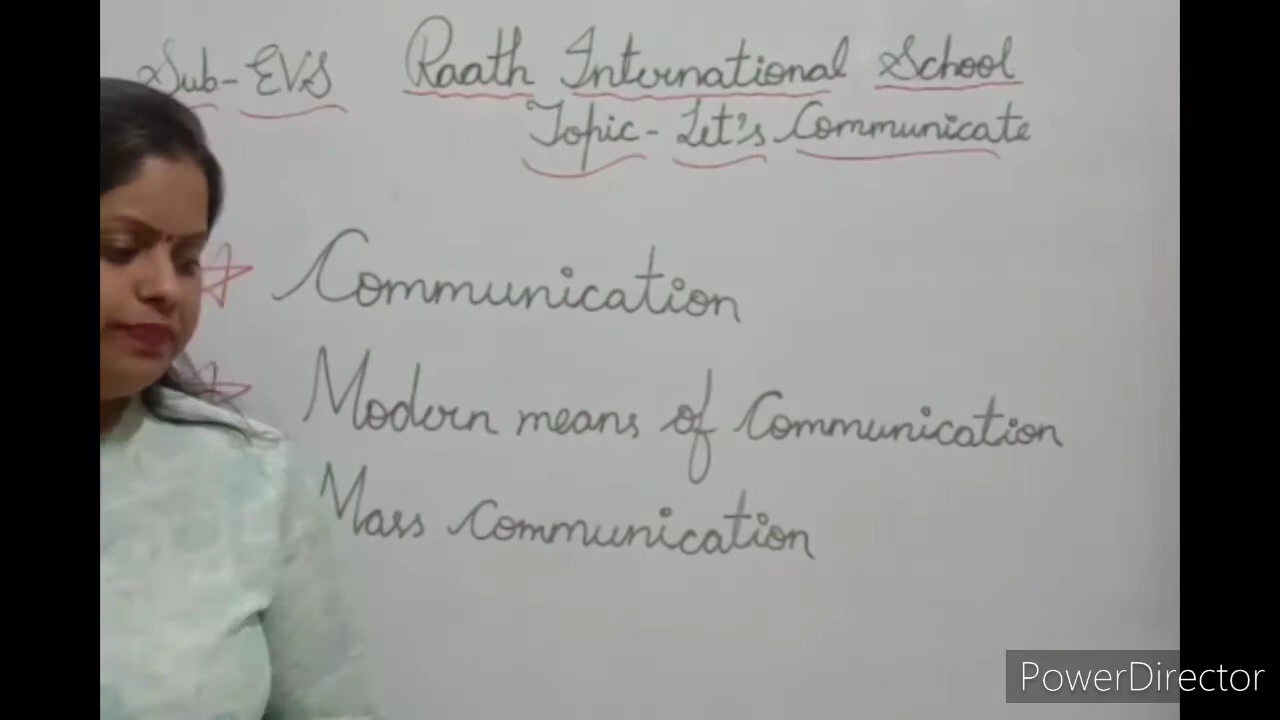 Sub- EVS Raath International School
Topic- Let's Communicate
Communication
Modern means of Communication
Mass Communication
PowerDirector